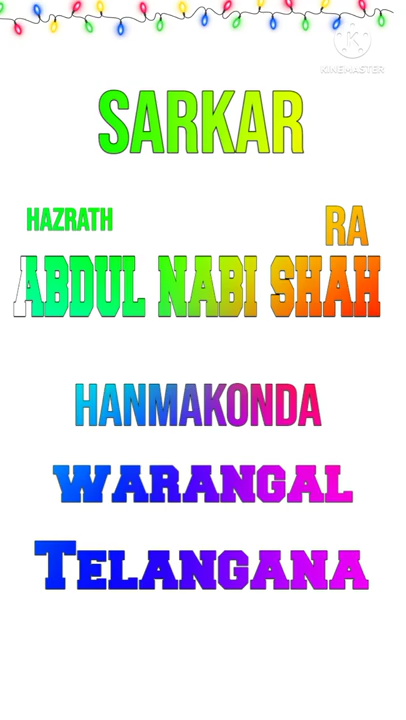 KINEMASTER
SARKAR
HAZRATH RA
ABDUL NABI SHAH
HANMAKONDA
WARANGAL
TELANGANA